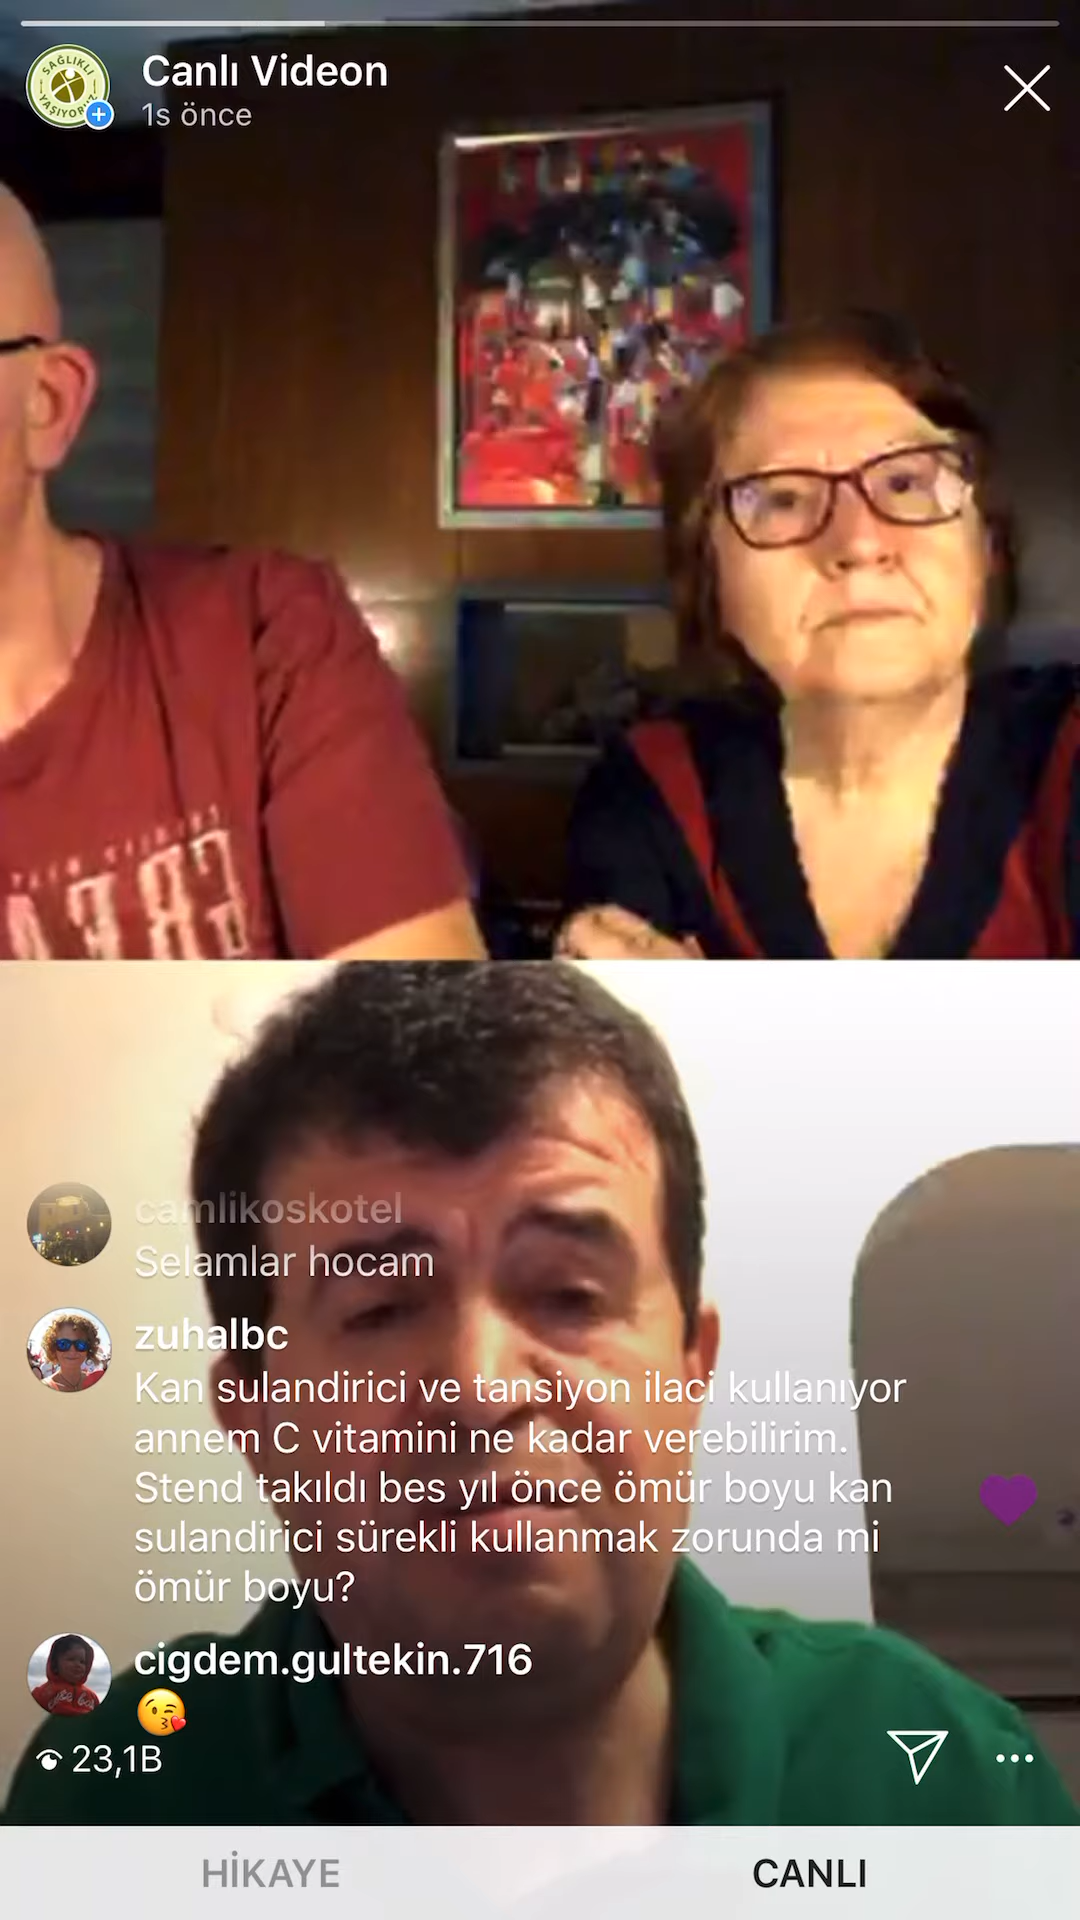 SAĞLIKLI
YAŞIYORUZ
Canlı Videon
1s önce
camlikoskotel
Selamlar hocam
zuhalbc
Kan sulandirici ve tansiyon ilaci kullanıyor
annem C vitamini ne kadar verebilirim.
Stend takıldı bes yıl önce ömür boyu kan
sulandirici sürekli kullanmak zorunda mi
ömür boyu?
cigdem.gultekin.716
😘
23,1B
HİKAYE
CANLI